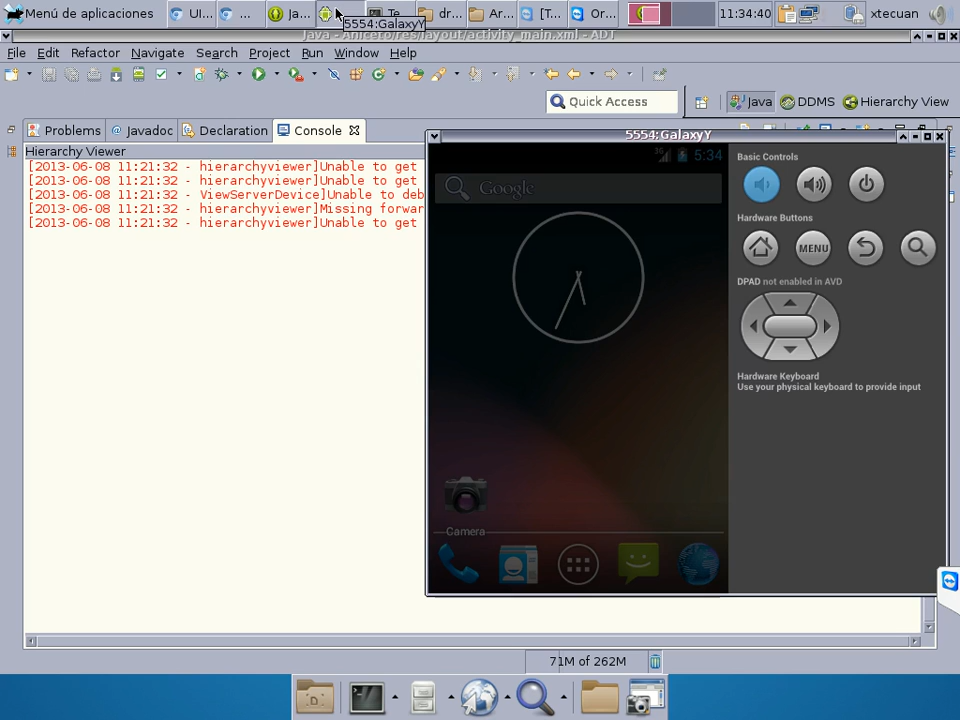 Menú de aplicaciones
UI...
...
Ja...
Te
dr...
Ar...
[T...
Or...
11:34:40
xtecuan
5554:GalaxyY
Java - Aniceto/res/layout/activity_main.xml - ADT
File Edit Refactor Navigate Search Project Run Window Help
Quick Access
Java DDMS Hierarchy View
Problems Javadoc Declaration Console
Hierarchy Viewer
[2013-06-08 11:21:32 - hierarchyviewer]Unable to get
[2013-06-08 11:21:32 - hierarchyviewer]Unable to get
[2013-06-08 11:21:32 - ViewServerDevice]Unable to deb
[2013-06-08 11:21:32 - hierarchyviewer]Missing forwar
[2013-06-08 11:21:32 - hierarchyviewer]Unable to get
5554:GalaxyY
3G 5:34
Google
Camera
Basic Controls
Hardware Buttons
MENU
DPAD not enabled in AVD
Hardware Keyboard
Use your physical keyboard to provide input
71M of 262M